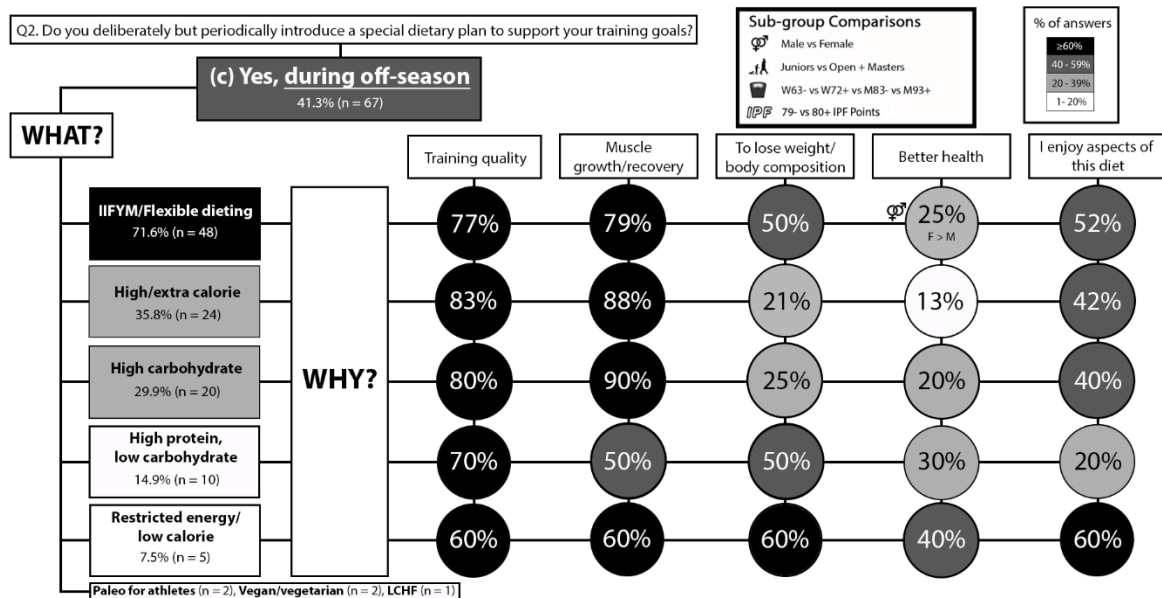 Q2. Do you deliberately but periodically introduce a special dietary plan to support your training goals?
(c) Yes, during off-season
41.3% (n = 67)
Sub-group Comparisons
Male vs Female
Juniors vs Open + Masters
W63- vs W72+ vs M83- vs M93+
IPF 79- vs 80+ IPF Points
% of answers
≥60%
40 - 59%
20 - 39%
1- 20%
WHAT?
Training quality
Muscle
growth/recovery
To lose weight/
body composition
Better health
I enjoy aspects of
this diet
WHY?
IIFYM/Flexible dieting
71.6% (n = 48)
77%
79%
50%
25%
F > M
52%
High/extra calorie
35.8% (n = 24)
83%
88%
21%
13%
42%
High carbohydrate
29.9% (n = 20)
80%
90%
25%
20%
40%
High protein,
low carbohydrate
14.9% (n = 10)
70%
50%
50%
30%
20%
Restricted energy/
low calorie
7.5% (n = 5)
60%
60%
60%
40%
60%
Paleo for athletes (n = 2), Vegan/vegetarian (n = 2), LCHF (n = 1)